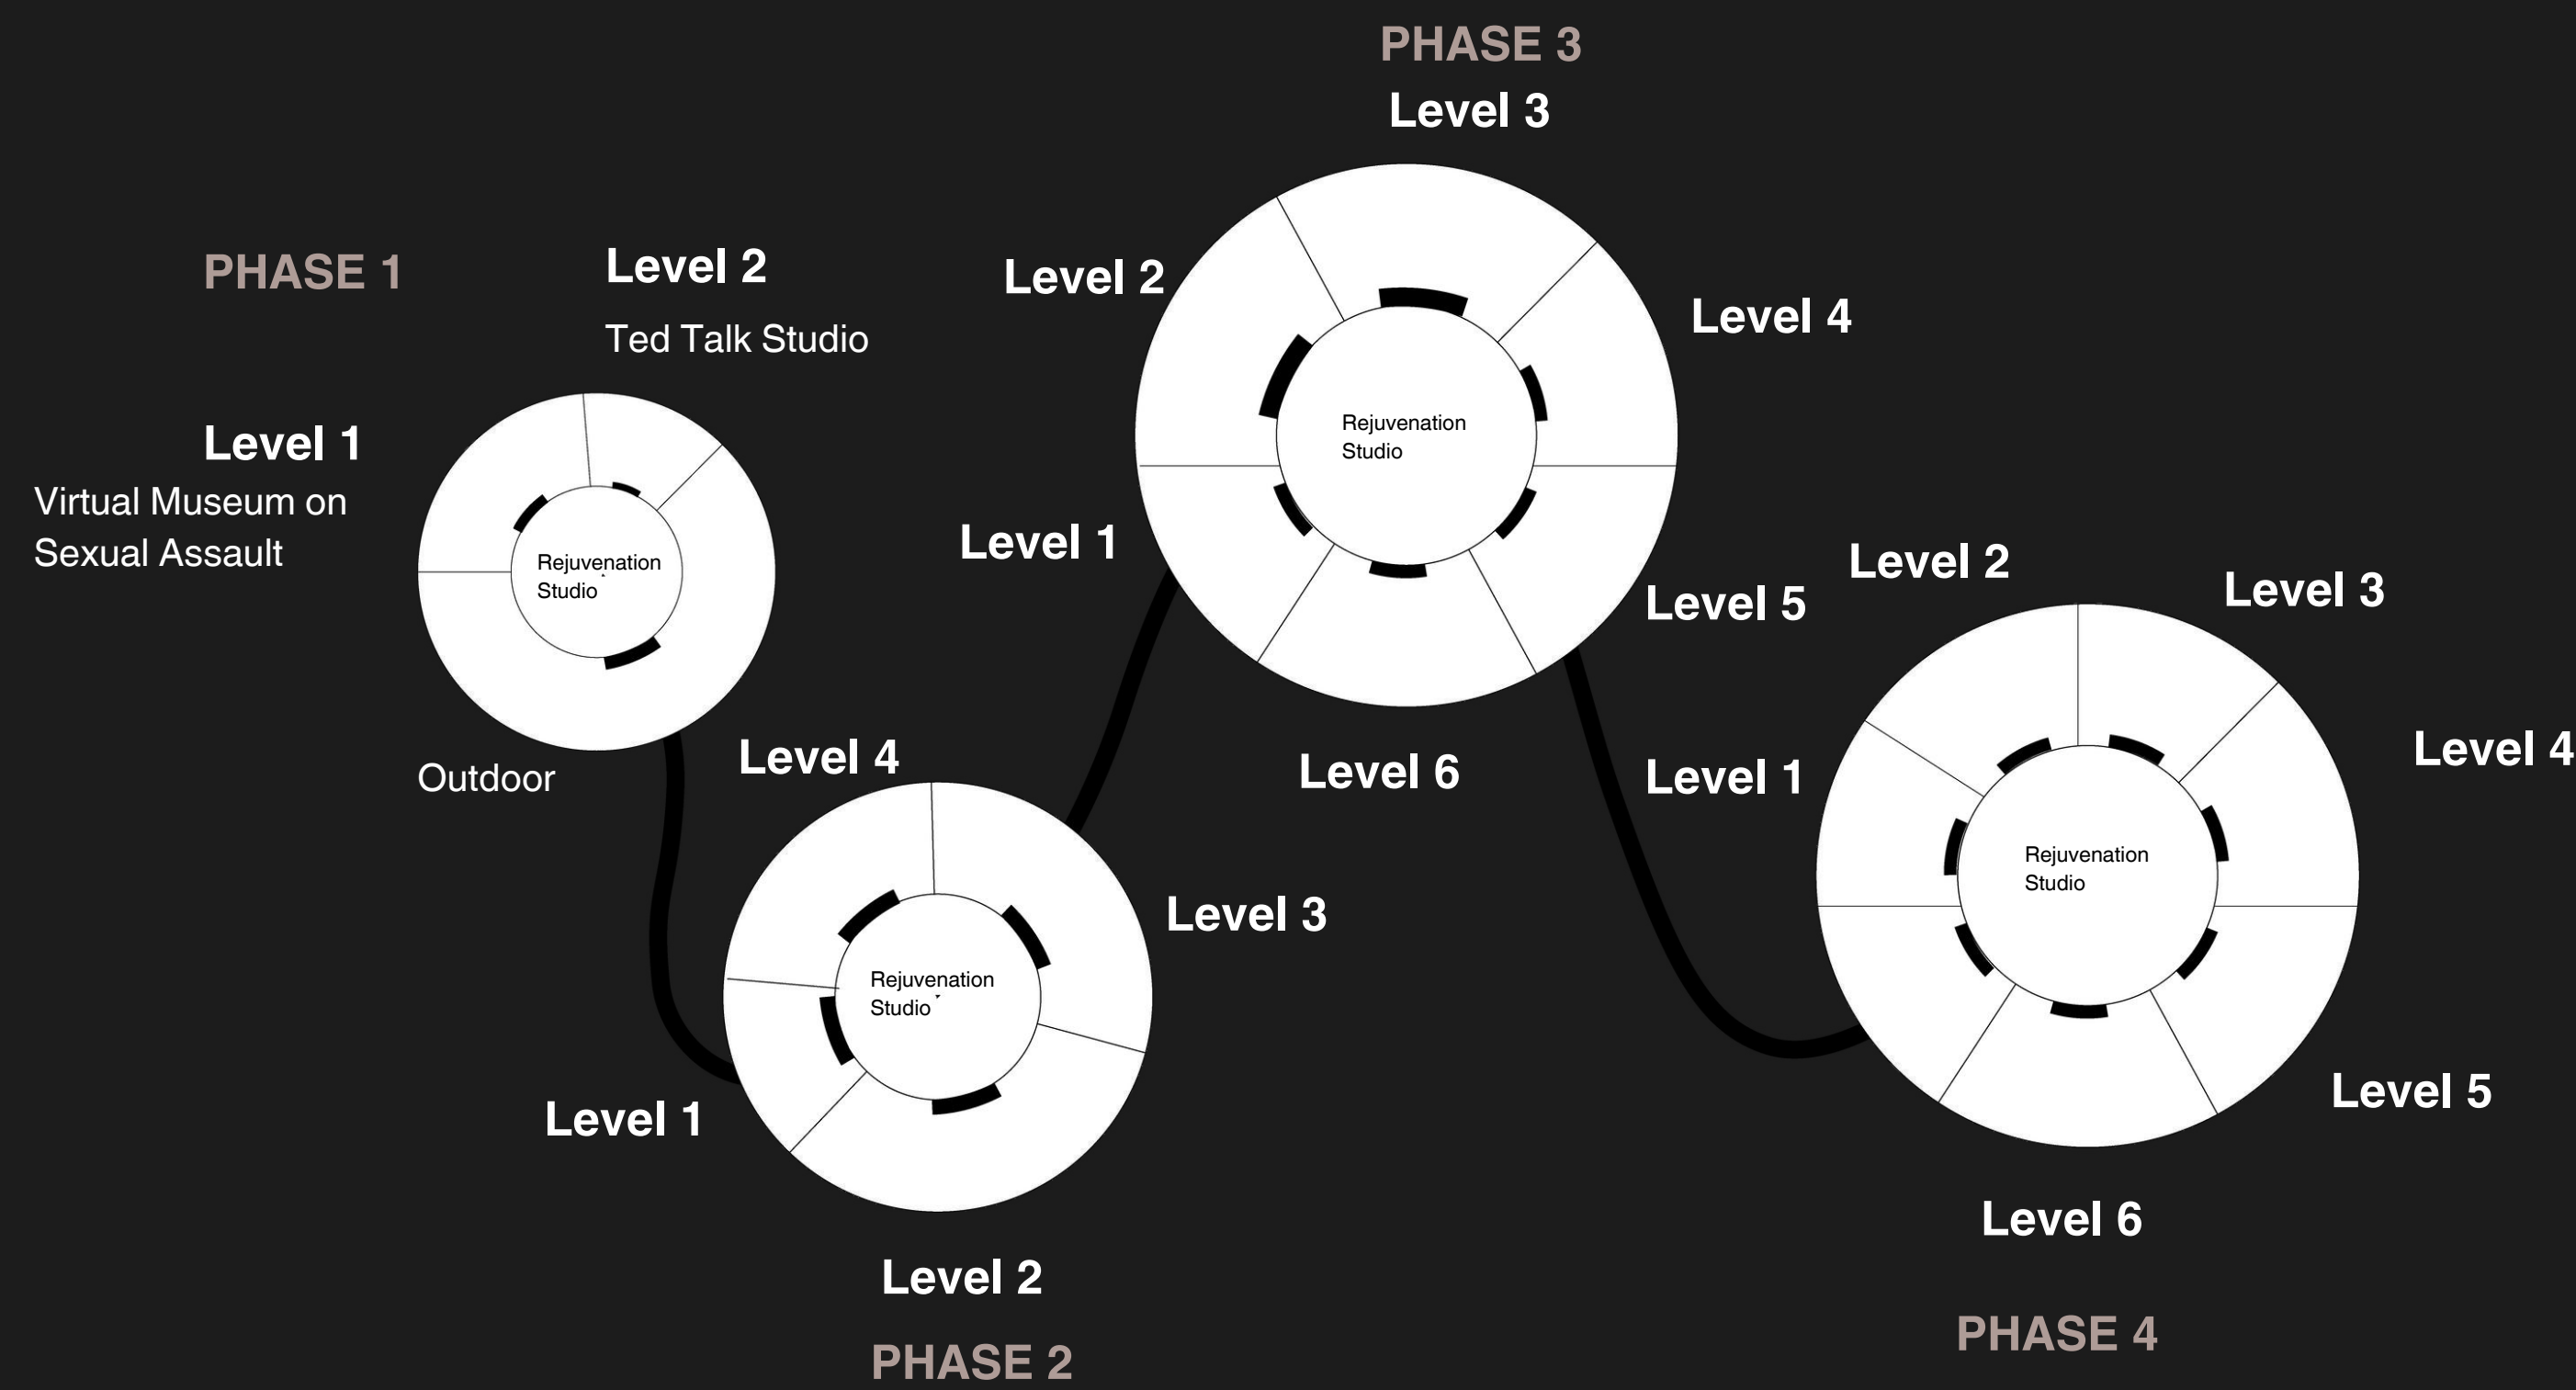 PHASE 1
Level 1
Virtual Museum on
Sexual Assault
Level 2
Ted Talk Studio
Rejuvenation
Studio
Outdoor
Level 4
Level 3
Rejuvenation
Studio
Level 1
Level 2
PHASE 2
PHASE 3
Level 3
Level 2
Level 4
Rejuvenation
Studio
Level 1
Level 5
Level 6
Level 2
Level 3
Level 1
Level 4
Rejuvenation
Studio
Level 5
Level 6
PHASE 4